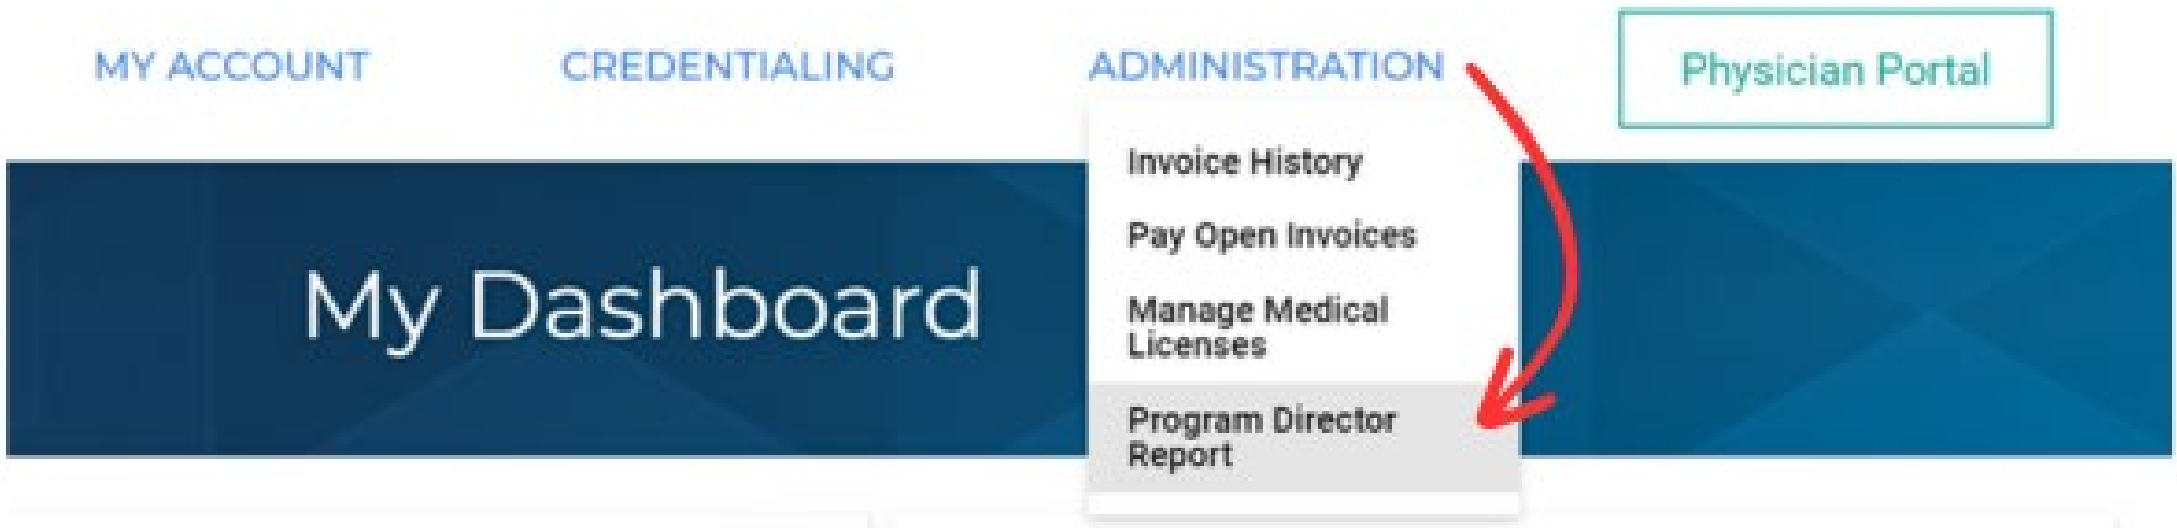 MY ACCOUNT
CREDENTIALING
ADMINISTRATION
Physician Portal
My Dashboard
Invoice History
Pay Open Invoices
Manage Medical
Licenses
Program Director
Report